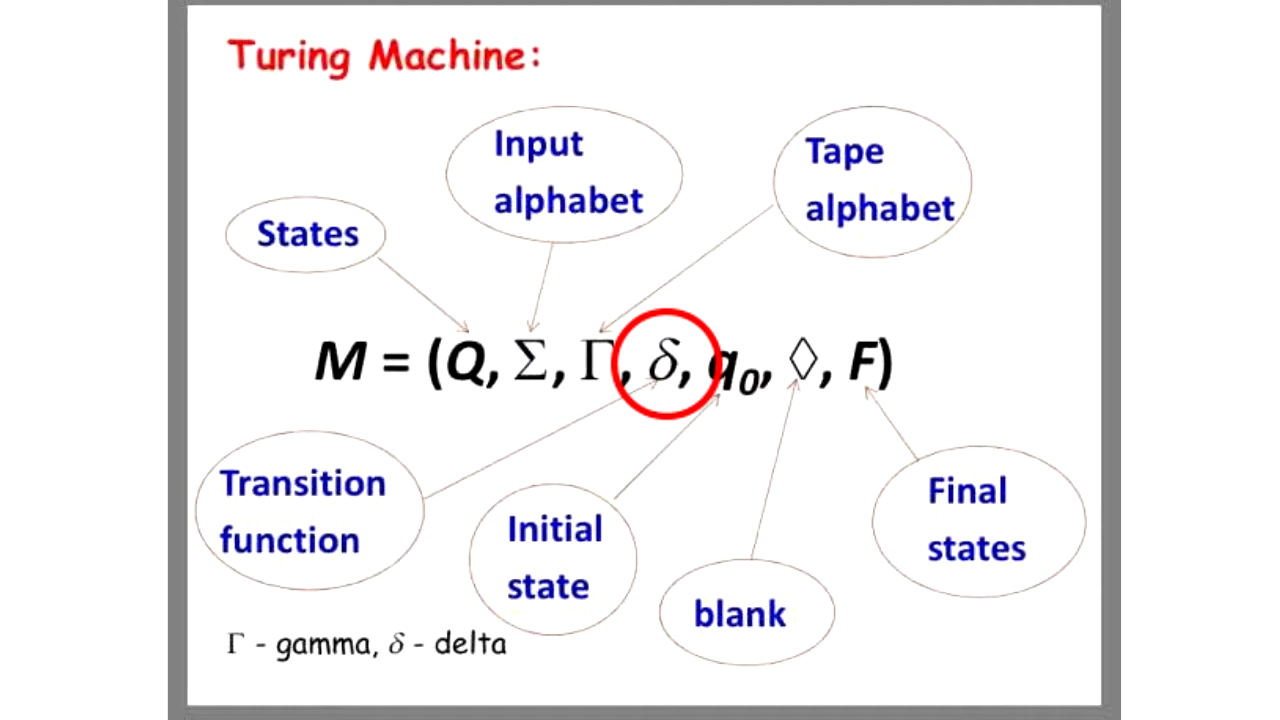 Turing Machine:
Input
alphabet
Tape
alphabet
States
M = (Q, Σ, Γ, δ, q₀, ◊, F)
Transition
function
Initial
state
blank
Final
states
Γ - gamma, δ - delta